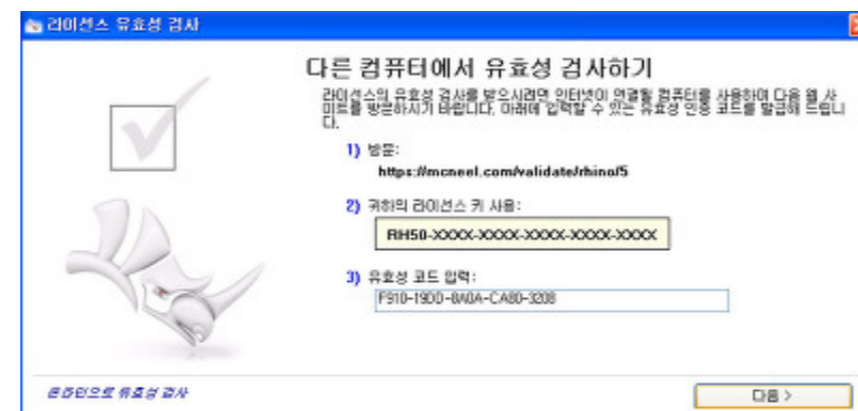 라이선스 유효성 검사
다른 컴퓨터에서 유효성 검사하기
라이선스의 유효성 검사를 받으시려면 인터넷이 연결될 컴퓨터를 사용하여 다음 웹 사
이트를 방문하시기 바랍니다. 아래에 입력할 수 있는 유효성 인증 코드를 발급해 드립니
다.
1) 방문:
https://mcneel.com/validate/rhino/5
2) 귀하의 라이선스 키 사용:
RH50-XXXX-XXXX-XXXX-XXXX-XXXX
3) 유효성 코드 입력:
F910-19DD-8A0A-CA80-3208
온라인으로 유효성 검사
다음 >